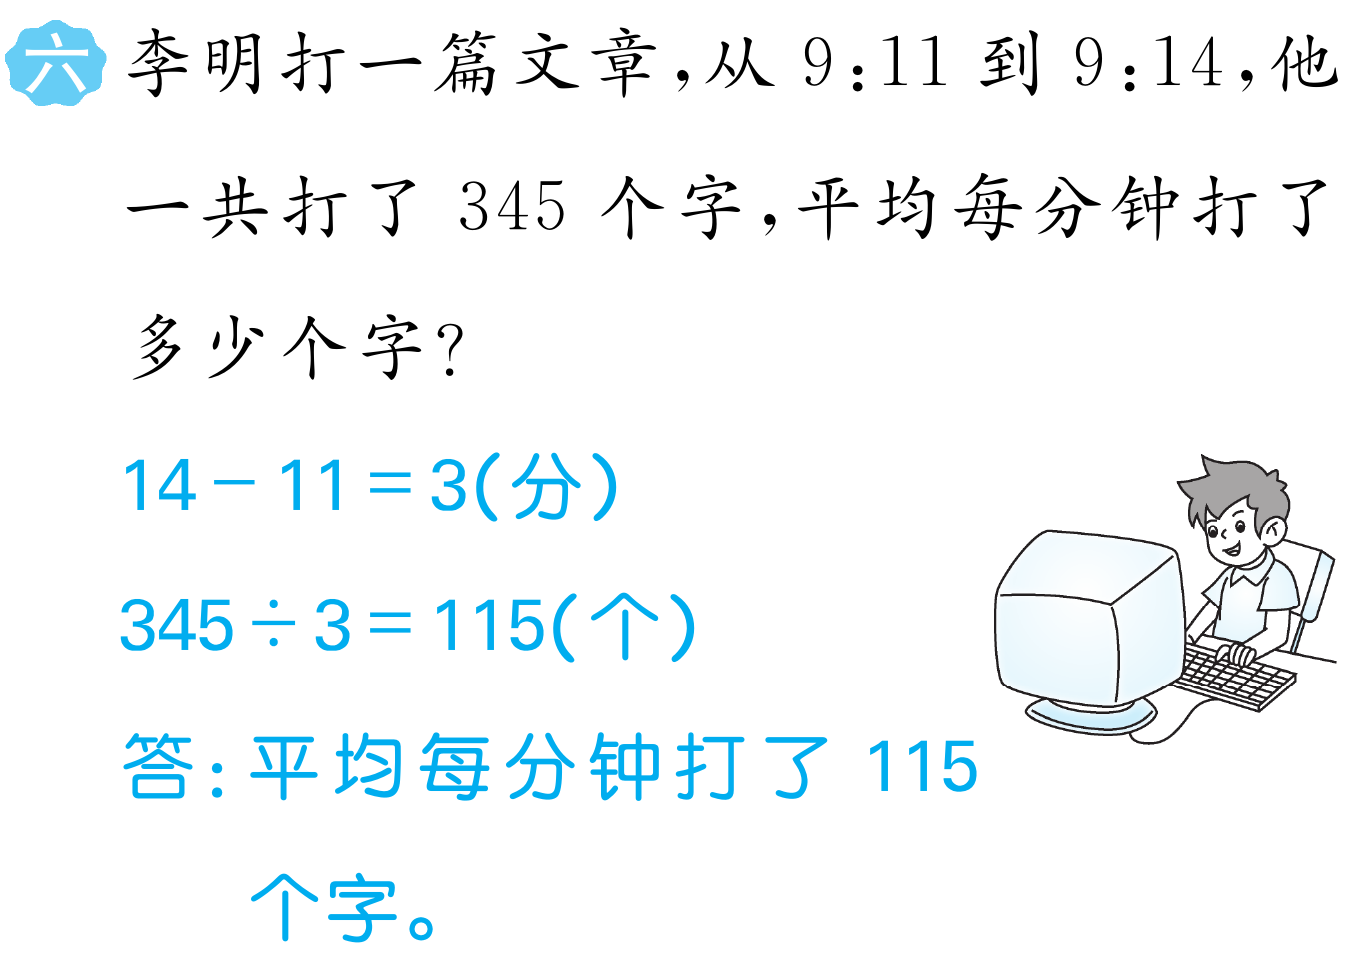 六 李明打一篇文章,从 9:11 到 9:14,他
一共打了 345 个字,平均每分钟打了
多少个字?
14-11=3(分)
345÷3=115(个)
答:平均每分钟打了 115
个字。